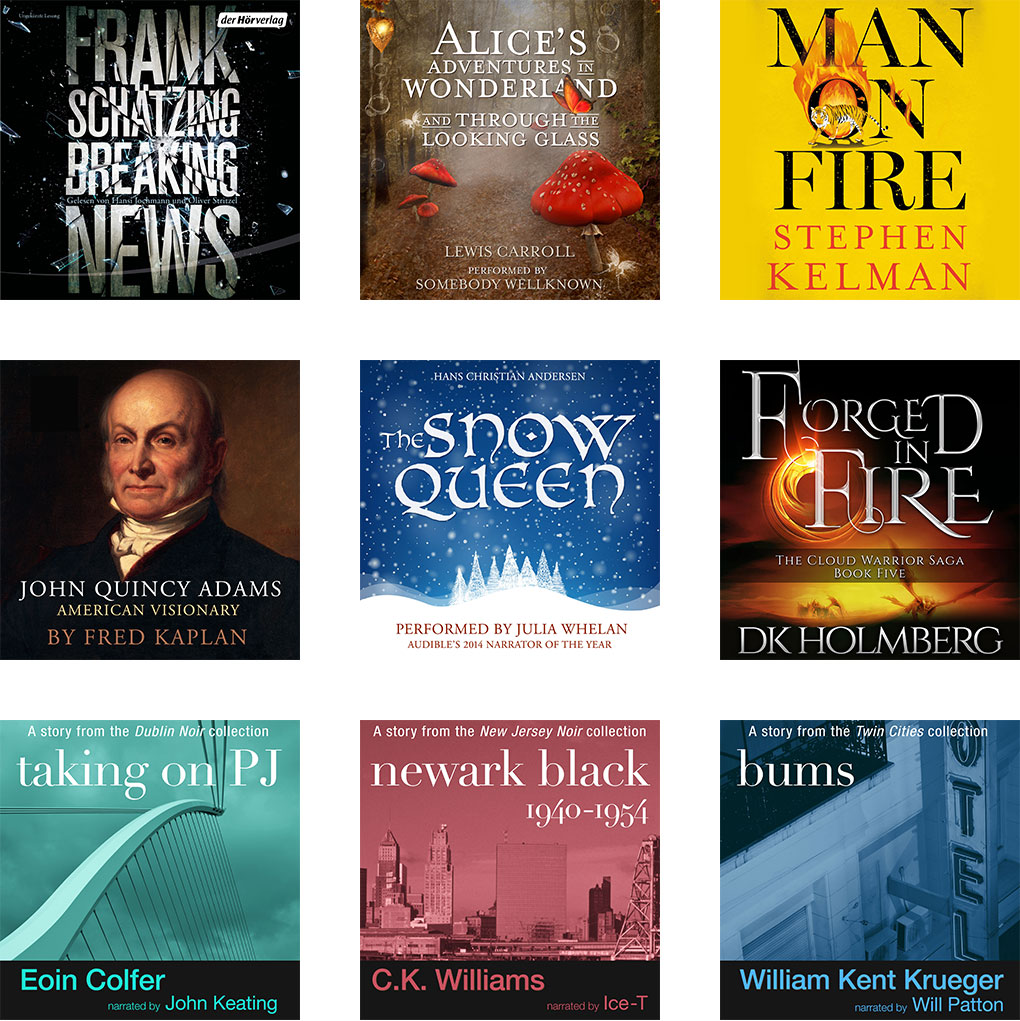 Ungekürzte Lesung
der Hörverlag
FRANK
SCHÄTZING
BREAKING
Gelesen von Hansi Jochmann und Oliver Stritzel
NEWS
ALICE'S
ADVENTURES IN
WONDERLAND
AND THROUGH THE
LOOKING GLASS
LEWIS CARROLL
PERFORMED BY
SOMEBODY WELLKNOWN
MAN
ON
FIRE
STEPHEN
KELMAN
JOHN QUINCY ADAMS
AMERICAN VISIONARY
BY FRED KAPLAN
HANS CHRISTIAN ANDERSEN
THE SNOW
QUEEN
PERFORMED BY JULIA WHELAN
AUDIBLE'S 2014 NARRATOR OF THE YEAR
FORGED
IN
FIRE
THE CLOUD WARRIOR SAGA
BOOK FIVE
DK HOLMBERG
A story from the Dublin Noir collection
taking on PJ
Eoin Colfer
narrated by John Keating
A story from the New Jersey Noir collection
newark black
1940-1954
C.K. Williams
narrated by Ice-T
A story from the Twin Cities collection
bums
OTEL
William Kent Krueger
narrated by Will Patton